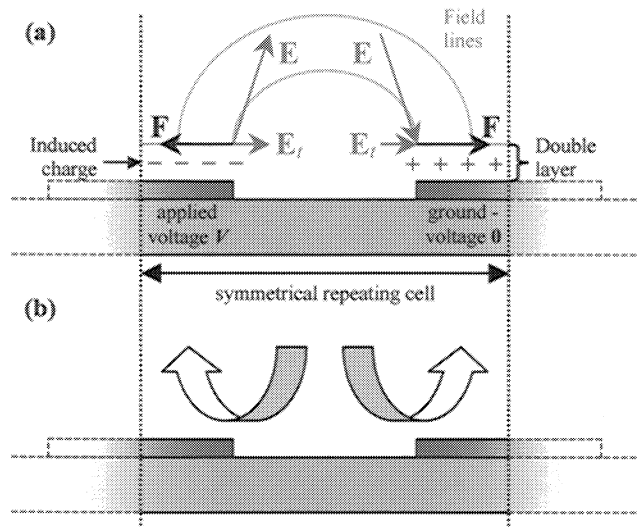 (a)
Field
lines
E E
F F
Induced
charge
E_t E_t
− − − −
+ + + +
Double
layer
applied
voltage V
ground -
voltage 0
symmetrical repeating cell
(b)